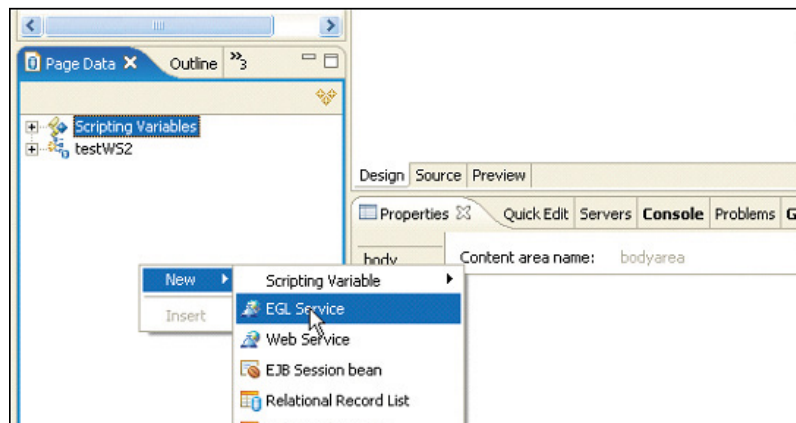 Page Data Outline »3
Scripting Variables
testWS2
Design Source Preview
Properties Quick Edit Servers Console Problems G
body Content area name: bodyarea
New Scripting Variable
EGL Service
Insert
Web Service
EJB Session bean
Relational Record List